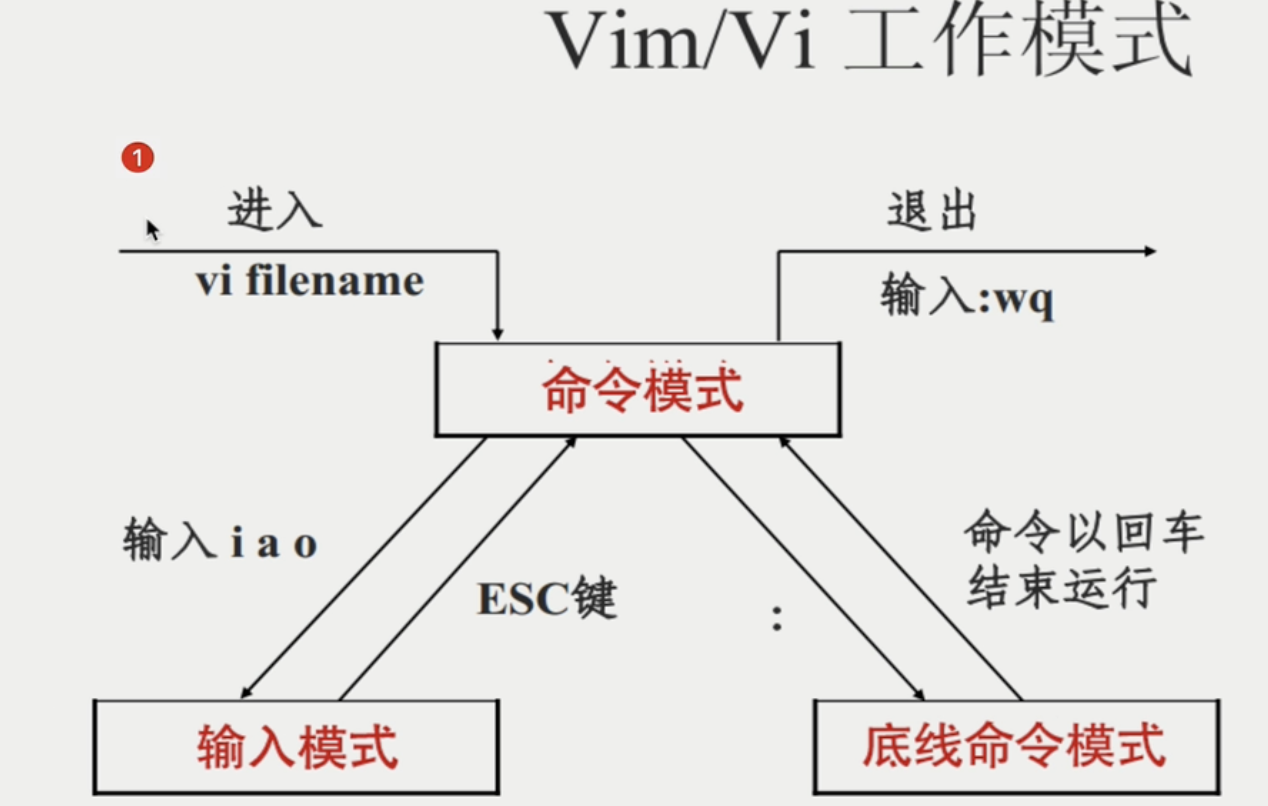 Vim/Vi 工作模式
1
进入
vi filename
退出
输入:wq
命令模式
输入 i a o
ESC键
:
命令以回车
结束运行
输入模式
底线命令模式